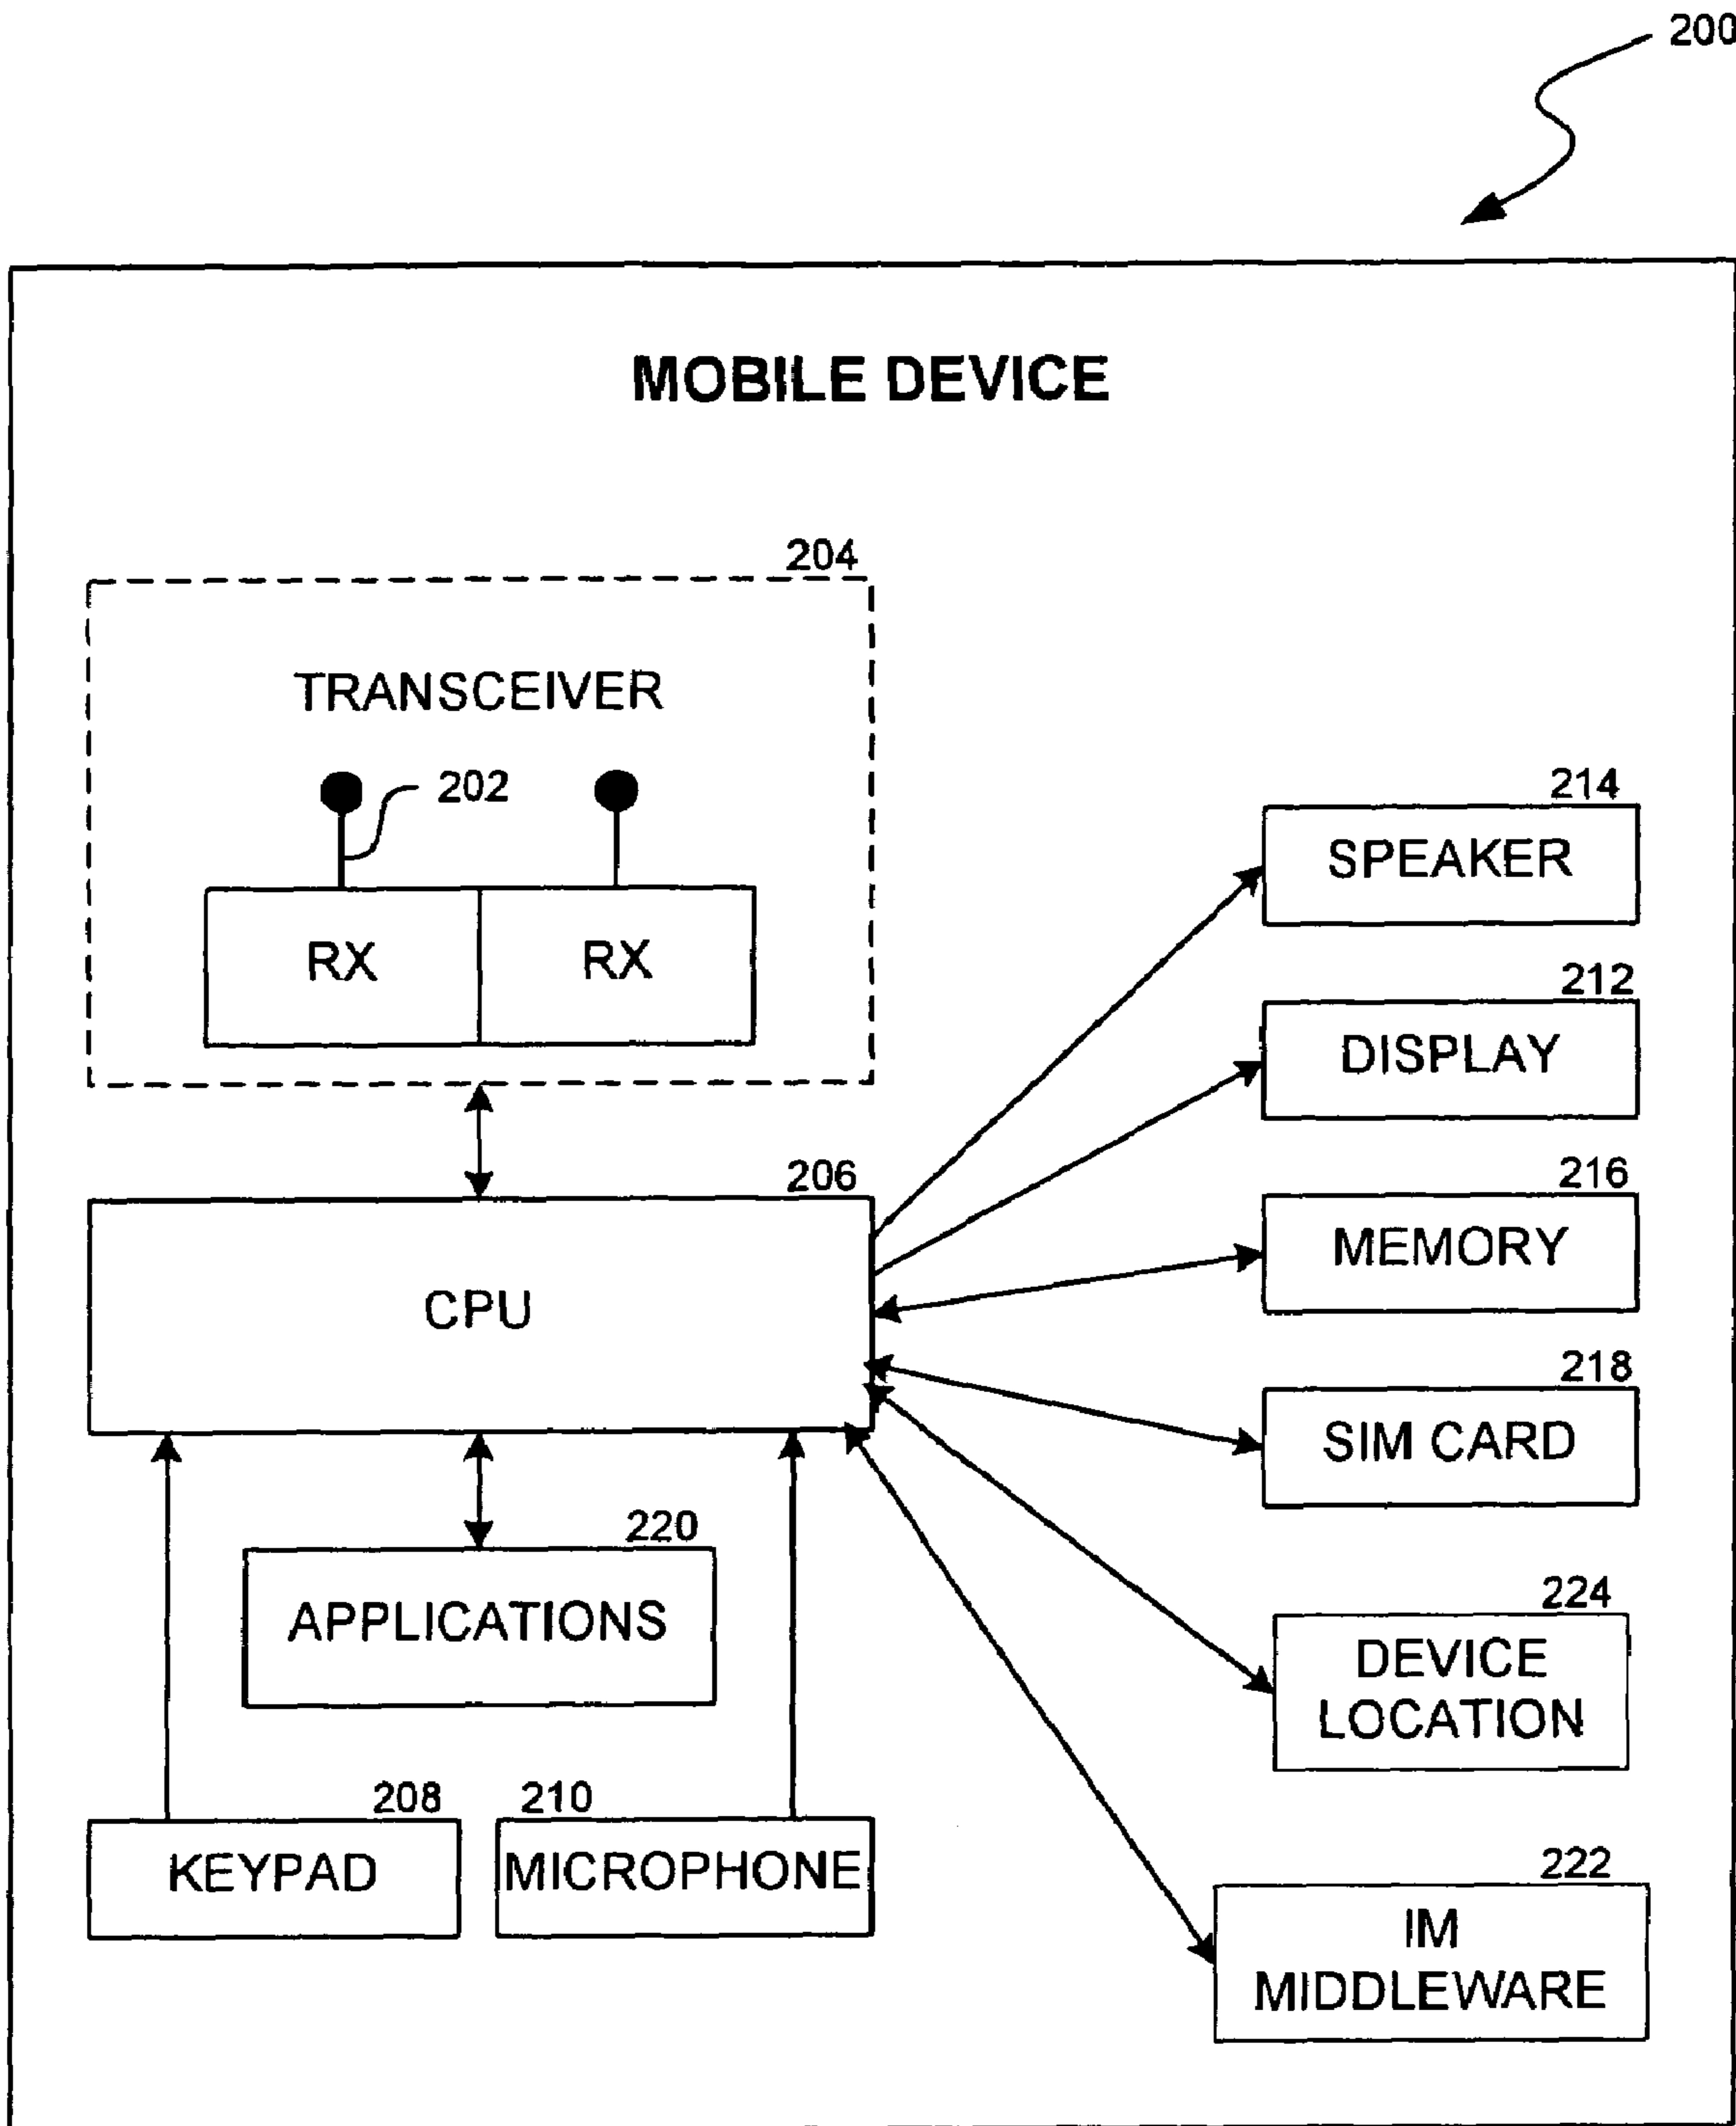 200
MOBILE DEVICE
204
TRANSCEIVER
202
RX RX
214
SPEAKER
212
DISPLAY
206
CPU
216
MEMORY
218
SIM CARD
220
APPLICATIONS
224
DEVICE
LOCATION
208
KEYPAD
210
MICROPHONE
222
IM
MIDDLEWARE